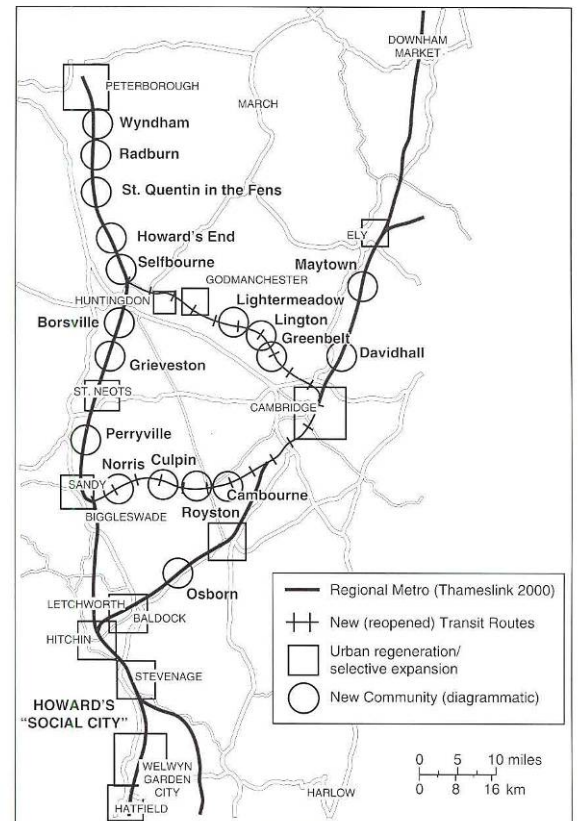 DOWNHAM
MARKET
PETERBOROUGH
MARCH
Wyndham
Radburn
St. Quentin in the Fens
ELY
Howard's End
Maytown
Selfbourne
GODMANCHESTER
HUNTINGDON
Lightermeadow
Borsville
Lington
Greenbelt
Grieveston
Davidhall
ST. NEOTS
CAMBRIDGE
Perryville
Norris
Culpin
SANDY
Cambourne
BIGGLESWADE
Royston
Osborn
LETCHWORTH
BALDOCK
HITCHIN
STEVENAGE
HOWARD'S
"SOCIAL CITY"
WELWYN
GARDEN
CITY
HARLOW
HATFIELD
Regional Metro (Thameslink 2000)
New (reopened) Transit Routes
Urban regeneration/
selective expansion
New Community (diagrammatic)
0 5 10 miles
0 8 16 km